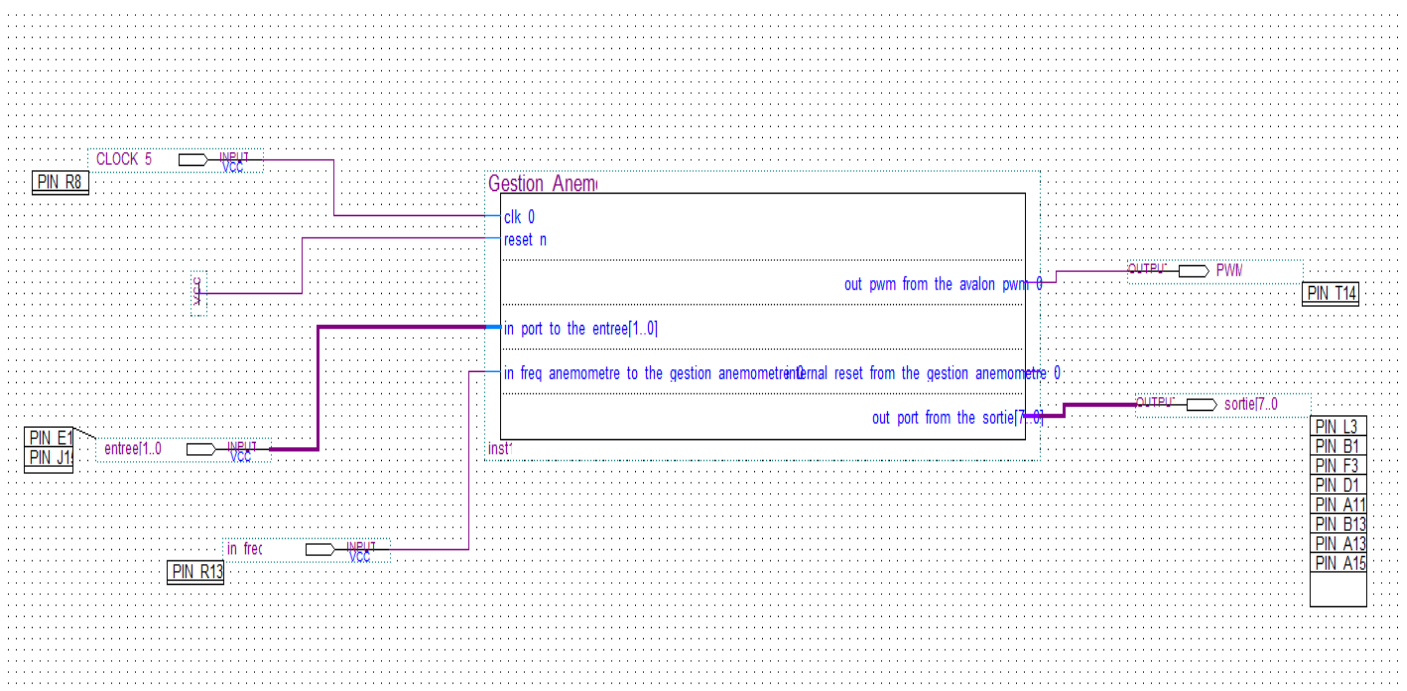 CLOCK 5
INPUT
VCC
PIN R8
Gestion Anem
clk 0
reset n
VCC
out pwm from the avalon pwm 0
OUTPUT
PWM
PIN T14
in port to the entree[1..0]
in freq anemometre to the gestion anemometre 0
internal reset from the gestion anemometre 0
out port from the sortie[7..0]
OUTPUT
sortie[7..0
PIN L3
PIN B1
PIN F3
PIN D1
PIN A11
PIN B13
PIN A13
PIN A15
PIN E1
PIN J1
entree[1..0
INPUT
VCC
inst
in freq
INPUT
VCC
PIN R13